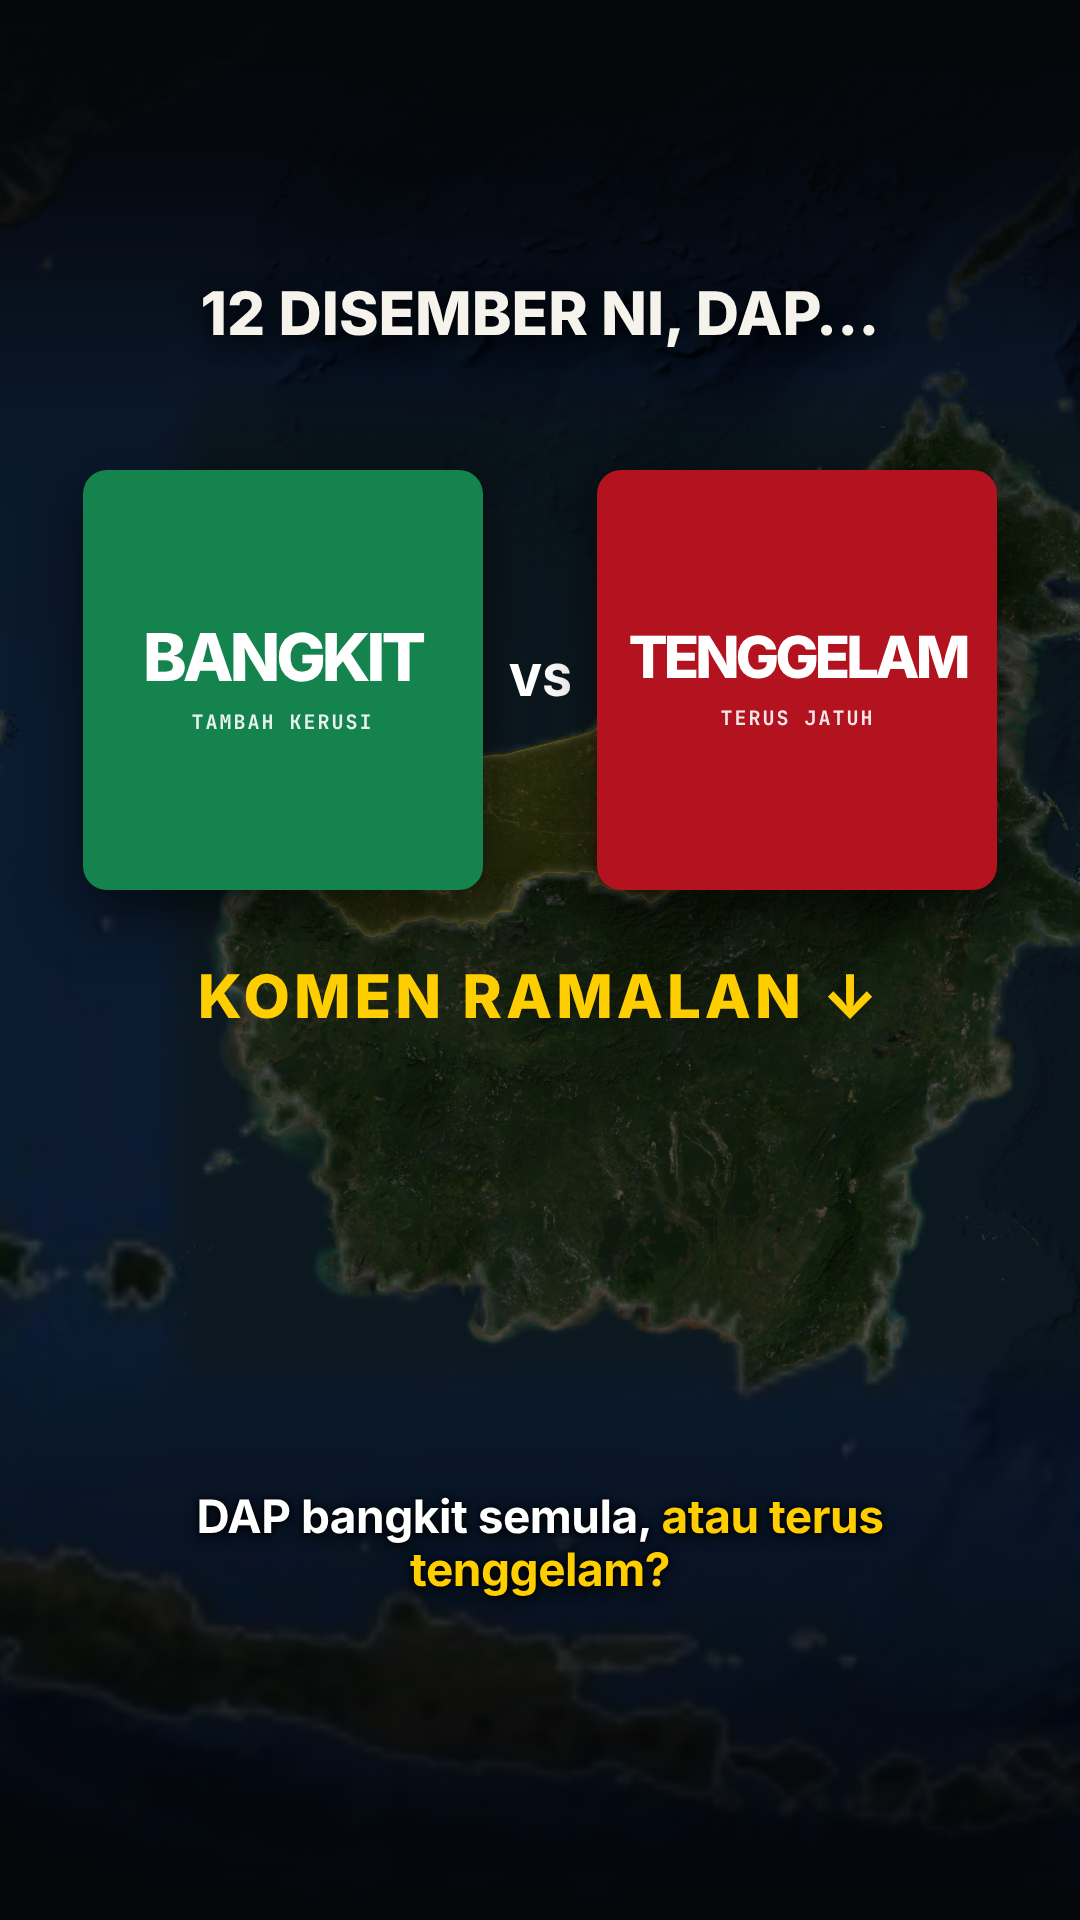 12 DISEMBER NI, DAP...
BANGKIT
TAMBAH KERUSI
VS
TENGGELAM
TERUS JATUH
KOMEN RAMALAN ↓
DAP bangkit semula, atau terus
tenggelam?